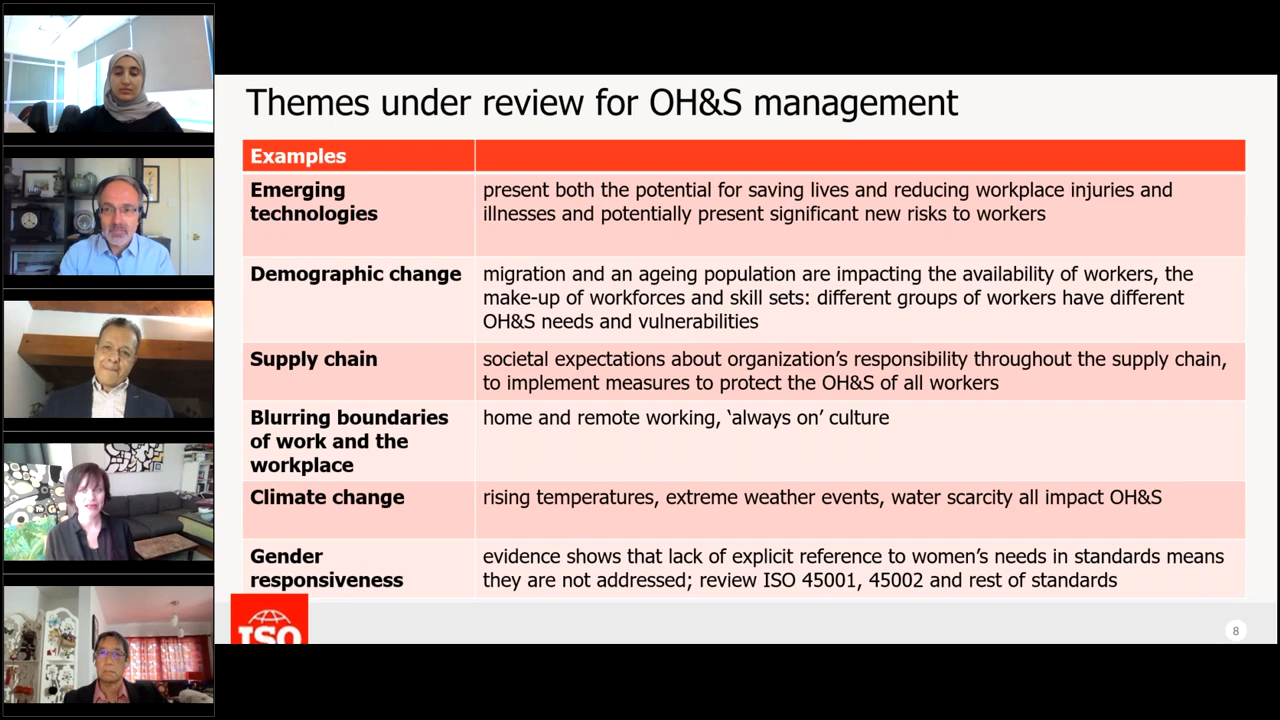 Themes under review for OH&S management
Examples
Emerging
technologies
present both the potential for saving lives and reducing workplace injuries and
illnesses and potentially present significant new risks to workers
Demographic change
migration and an ageing population are impacting the availability of workers, the
make-up of workforces and skill sets: different groups of workers have different
OH&S needs and vulnerabilities
Supply chain
societal expectations about organization’s responsibility throughout the supply chain,
to implement measures to protect the OH&S of all workers
Blurring boundaries
of work and the
workplace
home and remote working, ‘always on’ culture
Climate change
rising temperatures, extreme weather events, water scarcity all impact OH&S
Gender
responsiveness
evidence shows that lack of explicit reference to women’s needs in standards means
they are not addressed; review ISO 45001, 45002 and rest of standards
ISO
8